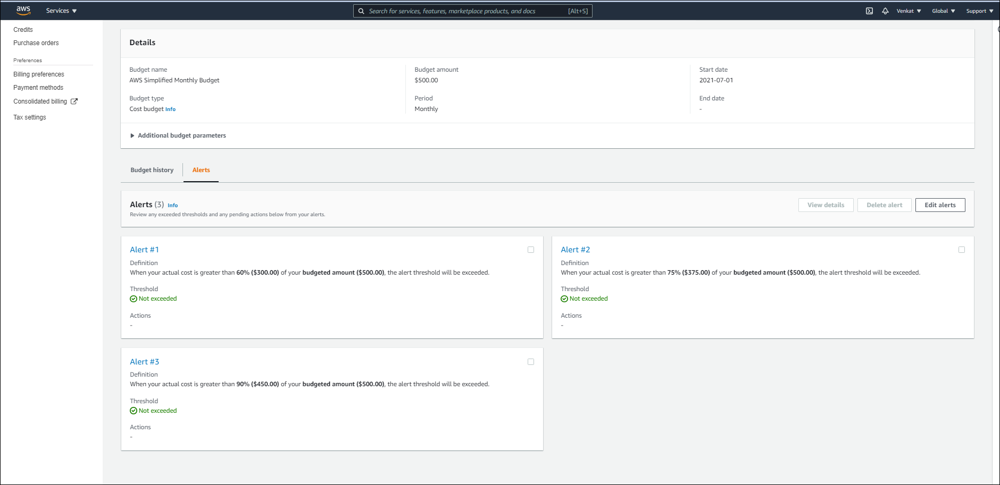 aws Services Search for services, features, marketplace products, and docs [Alt+S] Venkat Global Support
Credits
Purchase orders
Preferences
Billing preferences
Payment methods
Consolidated billing
Tax settings
Details
Budget name
AWS Simplified Monthly Budget
Budget type
Cost budget Info
Budget amount
$500.00
Period
Monthly
Start date
2021-07-01
End date
-
Additional budget parameters
Budget history Alerts
Alerts (3) Info
Review any exceeded thresholds and any pending actions below from your alerts.
View details Delete alert Edit alerts
Alert #1
Definition
When your actual cost is greater than 60% ($300.00) of your budgeted amount ($500.00), the alert threshold will be exceeded.
Threshold
Not exceeded
Actions
-
Alert #2
Definition
When your actual cost is greater than 75% ($375.00) of your budgeted amount ($500.00), the alert threshold will be exceeded.
Threshold
Not exceeded
Actions
-
Alert #3
Definition
When your actual cost is greater than 90% ($450.00) of your budgeted amount ($500.00), the alert threshold will be exceeded.
Threshold
Not exceeded
Actions
-